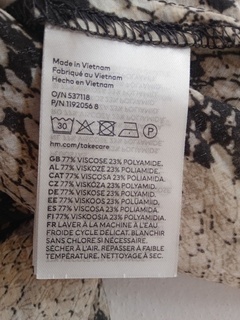 Made in Vietnam
Fabriqué au Vietnam
Hecho en Vietnam
O/N 537118
P/N 1192056 8
30
P
hm.com/takecare
GB 77% VISCOSE 23% POLYAMIDE,
AL 77% VISKOZË 23% POLIAMIDE,
CAT 77% VISCOSA 23% POLIAMIDA,
CZ 77% VISKÓZA 23% POLYAMID,
DE 77% VISKOSE 23% POLYAMID,
EE 77% VISKOOS 23% POLÜAMIID,
ES 77% VISCOSA 23% POLIAMIDA,
FI 77% VISKOOSIA 23% POLYAMIDIA,
FR LAVER À LA MACHINE À L'EAU
FROIDE CYCLE DOUX. BLANCHIR
SANS CHLORE SI NÉCESSAIRE.
SÉCHER À L'AIR. REPASSER À FAIBLE
TEMPÉRATURE. NETTOYAGE À SEC.